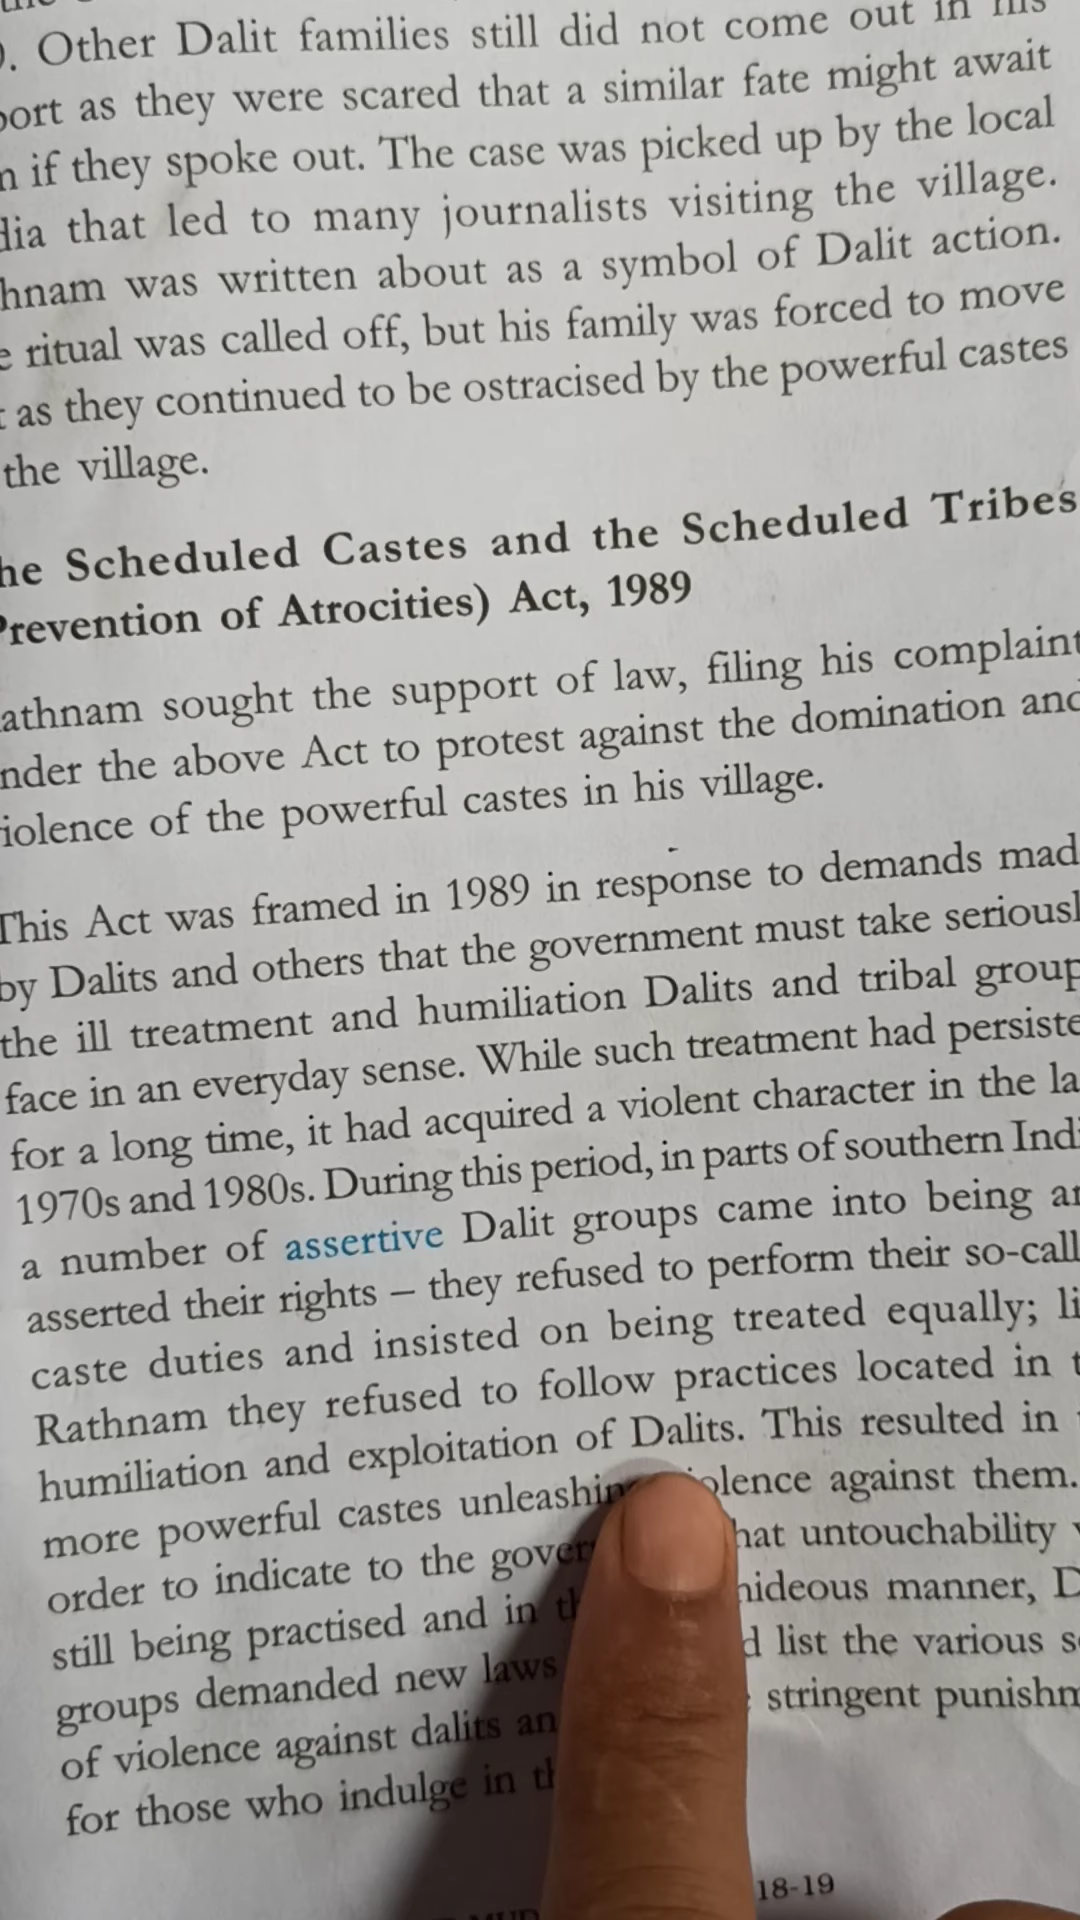 . Other Dalit families still did not come out in his
ort as they were scared that a similar fate might await
if they spoke out. The case was picked up by the local
dia that led to many journalists visiting the village.
hnam was written about as a symbol of Dalit action.
e ritual was called off, but his family was forced to move
as they continued to be ostracised by the powerful castes
the village.
he Scheduled Castes and the Scheduled Tribes
Prevention of Atrocities) Act, 1989
athnam sought the support of law, filing his complaint
nder the above Act to protest against the domination and
iolence of the powerful castes in his village.
This Act was framed in 1989 in response to demands mad
by Dalits and others that the government must take seriousl
the ill treatment and humiliation Dalits and tribal group
face in an everyday sense. While such treatment had persiste
for a long time, it had acquired a violent character in the la
1970s and 1980s. During this period, in parts of southern Indi
a number of assertive Dalit groups came into being an
asserted their rights – they refused to perform their so-call
caste duties and insisted on being treated equally; li
Rathnam they refused to follow practices located in t
humiliation and exploitation of Dalits. This resulted in
more powerful castes unleashing iolence against them.
order to indicate to the gover hat untouchability
still being practised and in th hideous manner, D
groups demanded new laws d list the various s
of violence against dalits an stringent punishm
for those who indulge in th
18-19